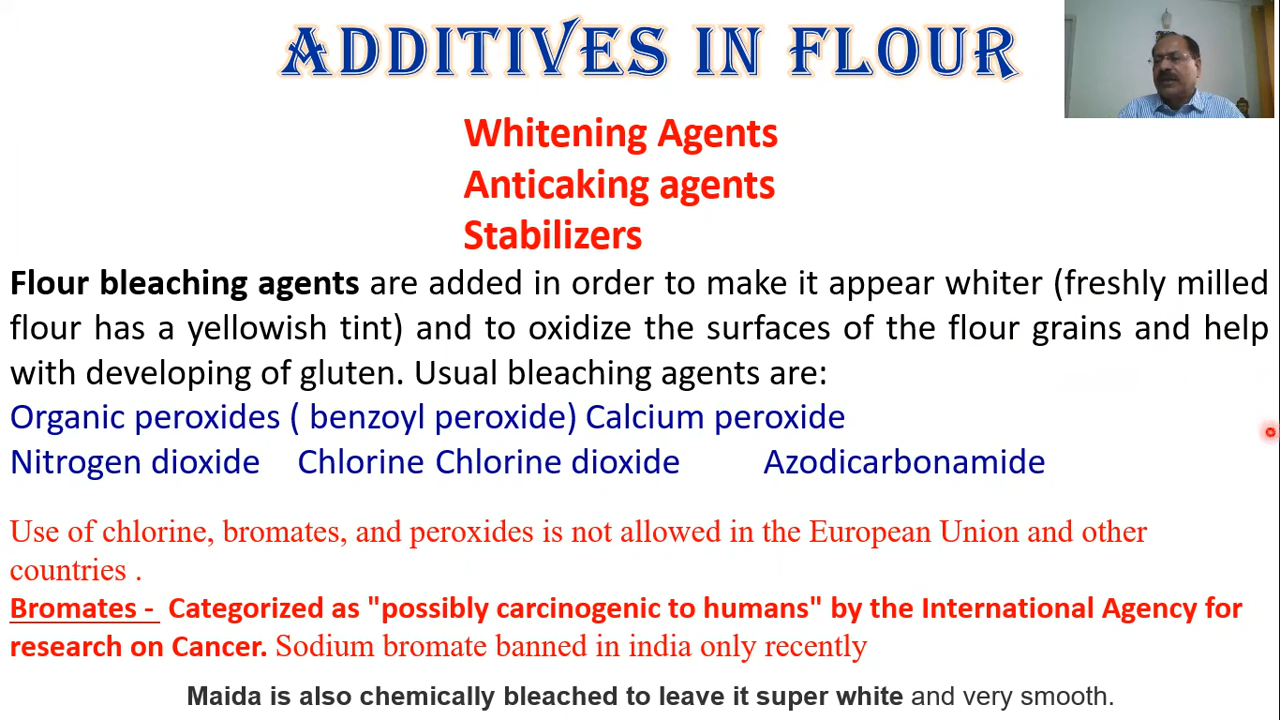 ADDITIVES IN FLOUR
Whitening Agents
Anticaking agents
Stabilizers
Flour bleaching agents are added in order to make it appear whiter (freshly milled
flour has a yellowish tint) and to oxidize the surfaces of the flour grains and help
with developing of gluten. Usual bleaching agents are:
Organic peroxides ( benzoyl peroxide) Calcium peroxide
Nitrogen dioxide Chlorine Chlorine dioxide Azodicarbonamide
Use of chlorine, bromates, and peroxides is not allowed in the European Union and other
countries .
Bromates - Categorized as "possibly carcinogenic to humans" by the International Agency for
research on Cancer. Sodium bromate banned in india only recently
Maida is also chemically bleached to leave it super white and very smooth.